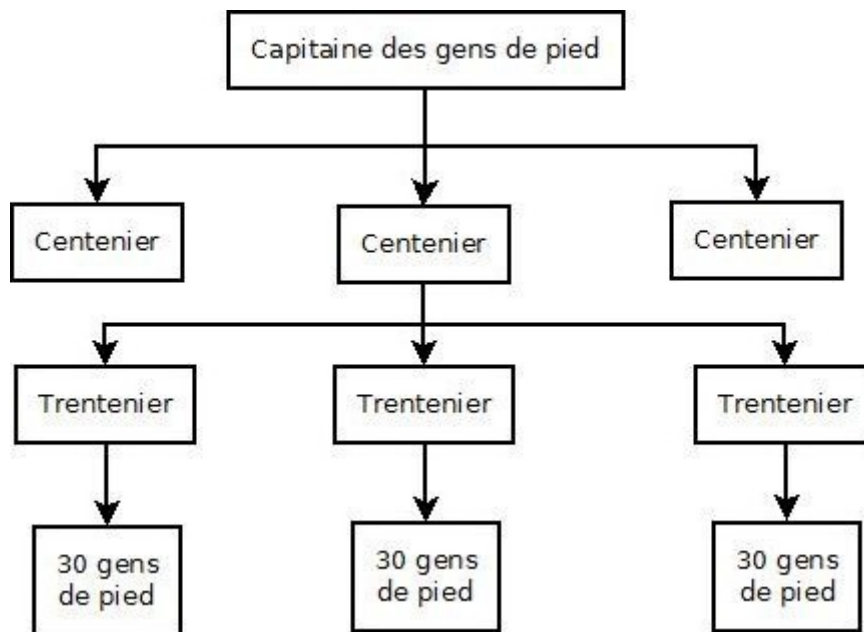 Capitaine des gens de pied
Centenier
Centenier
Centenier
Trentenier
Trentenier
Trentenier
30 gens
de pied
30 gens
de pied
30 gens
de pied